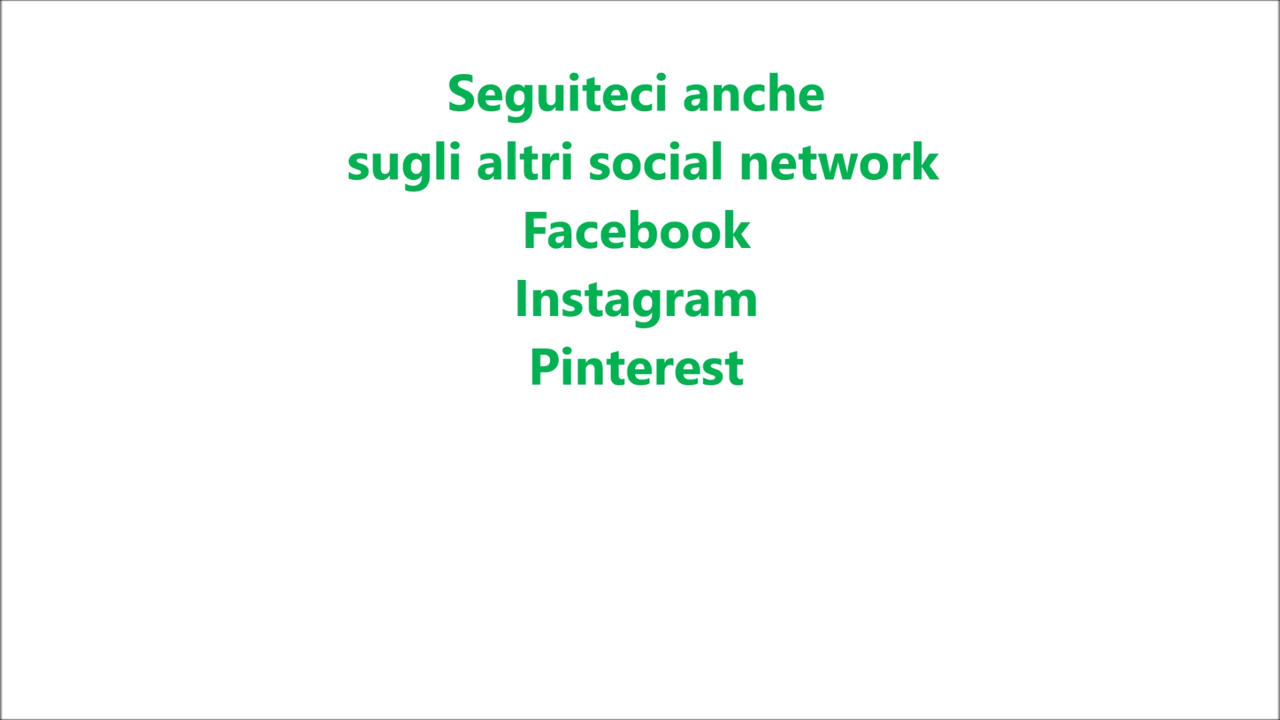 Seguiteci anche
sugli altri social network
Facebook
Instagram
Pinterest